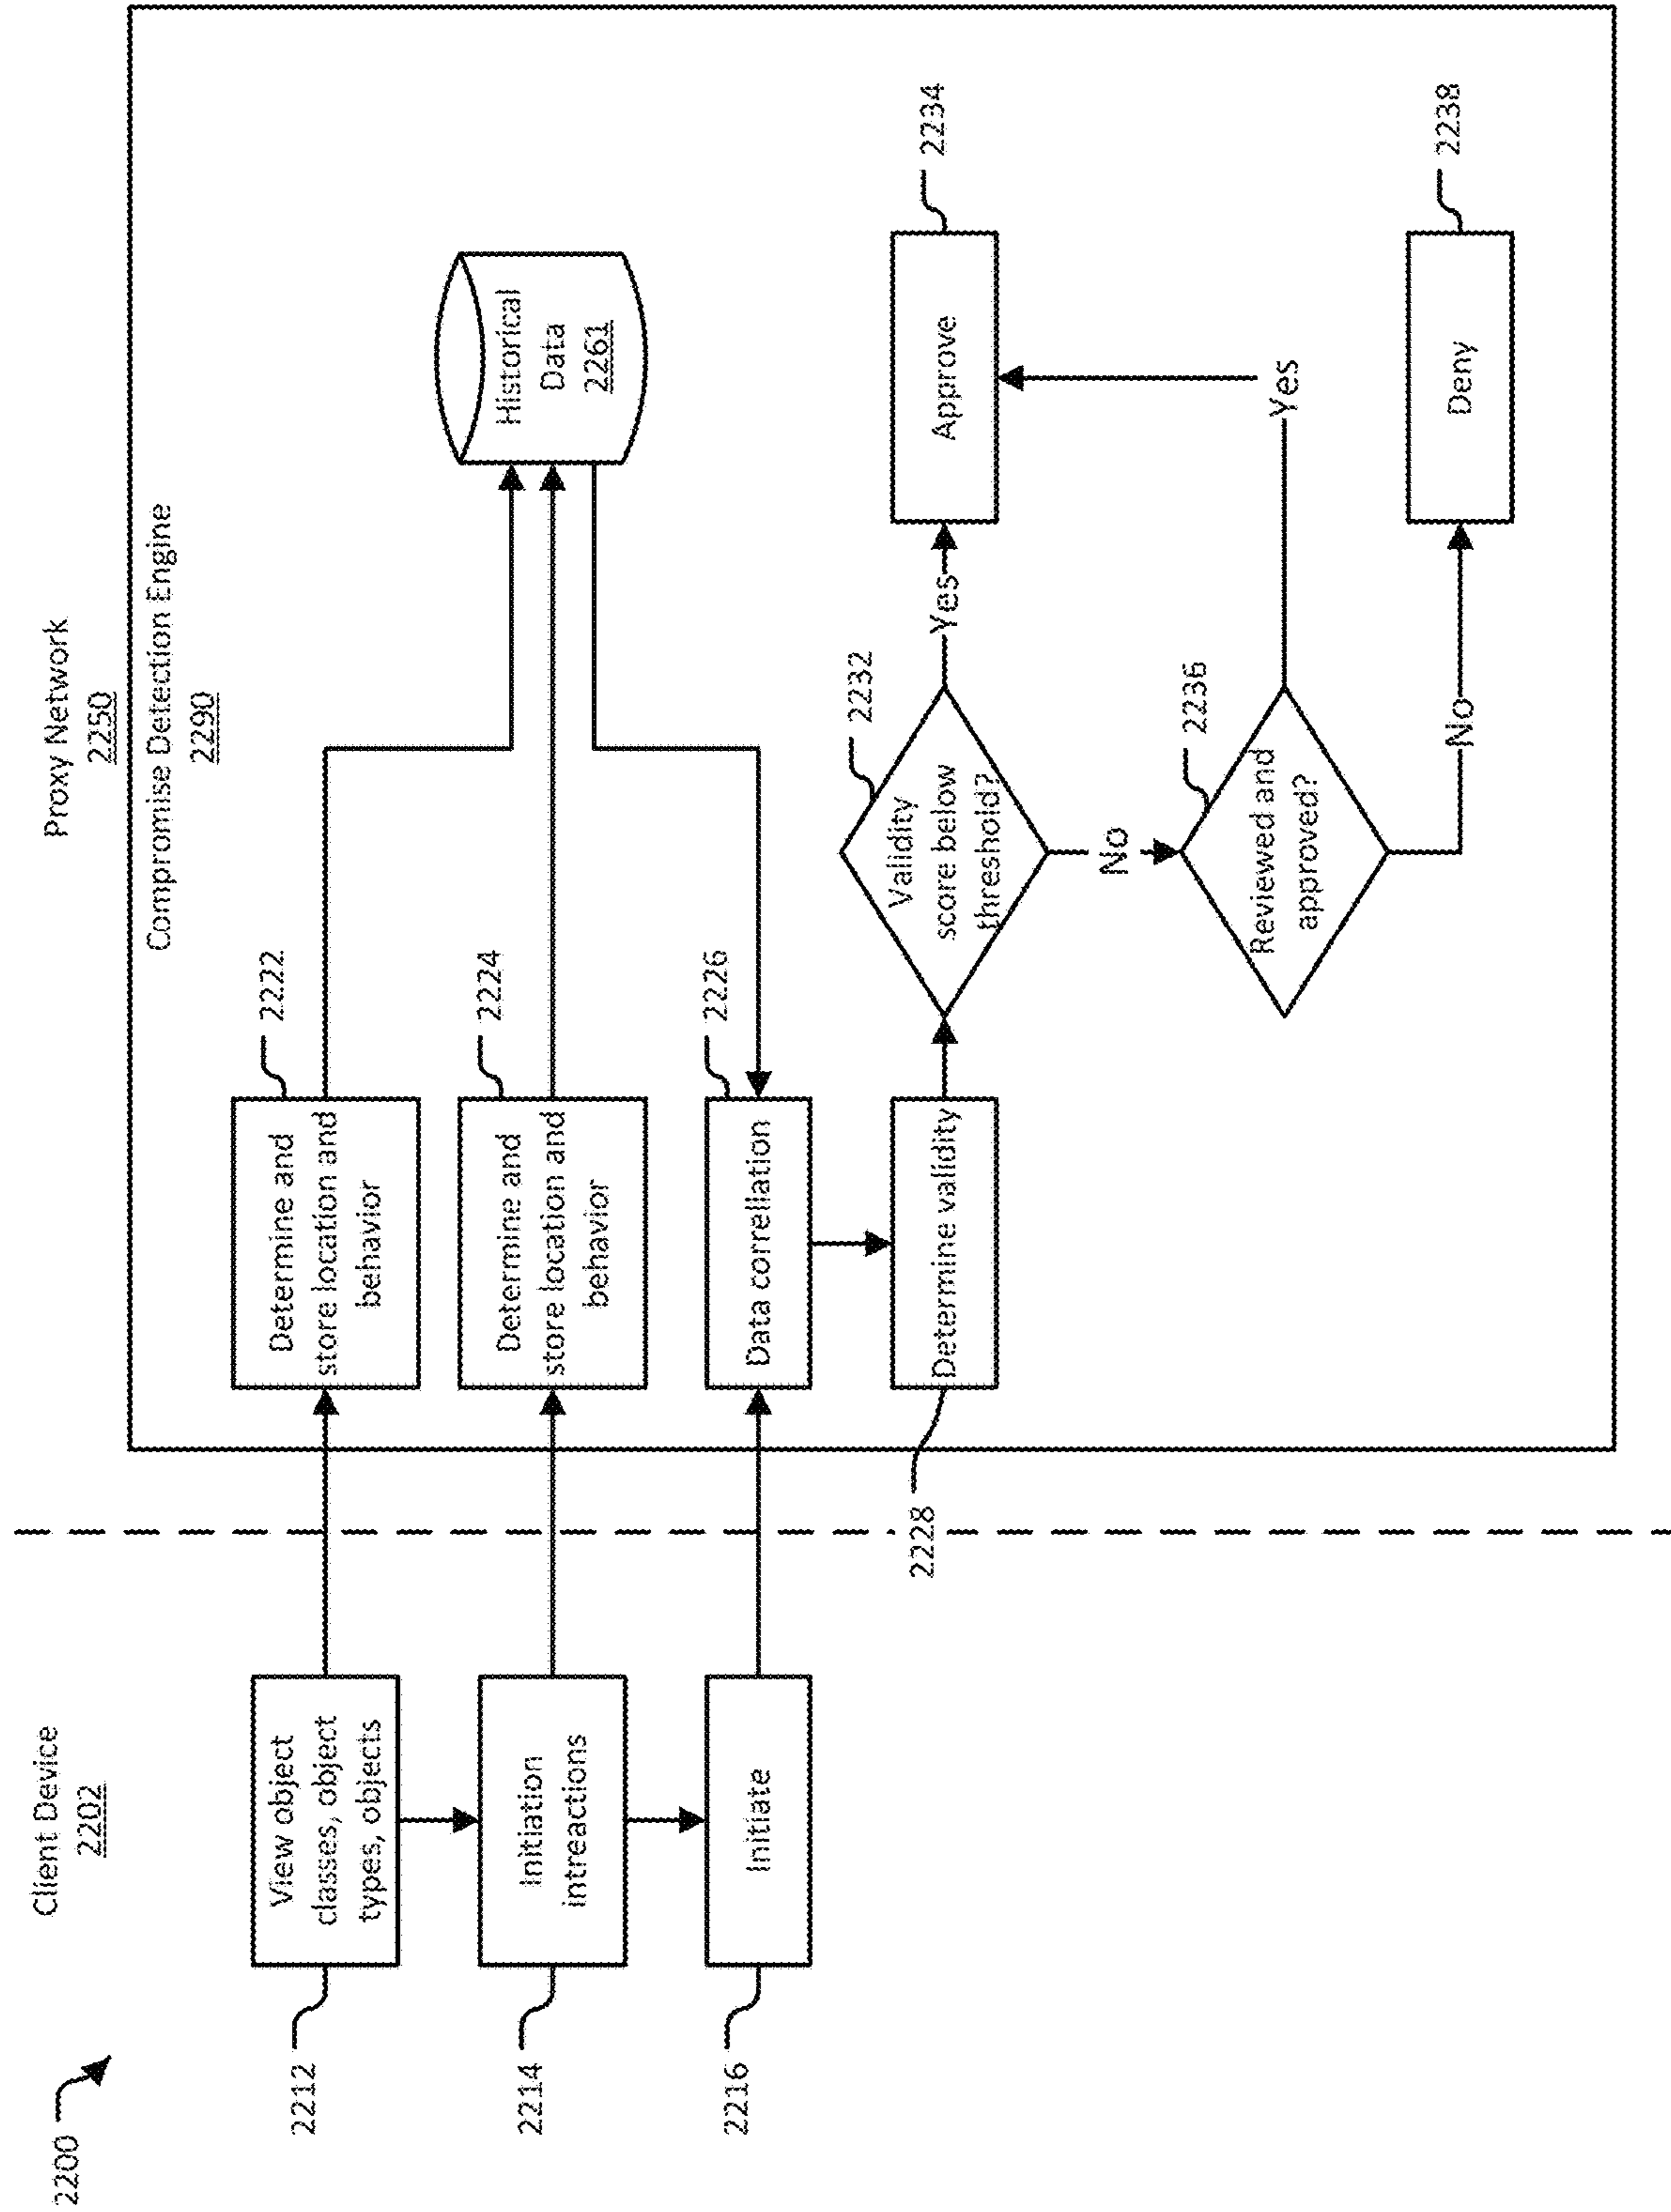 2200
Client Device
2202
Proxy Network
2250
Compromise Detection Engine
2290
2212
View object
classes, object
types, objects
2222
Determine and
store location and
behavior
Historical
Data
2261
2214
Initiation
intreactions
2224
Determine and
store location and
behavior
2216
Initiate
2226
Data correllation
2228
Determine validity
2232
Validity
score below
threshold?
Yes
Approve
2234
No
2236
Reviewed and
approved?
Yes
No
Deny
2238